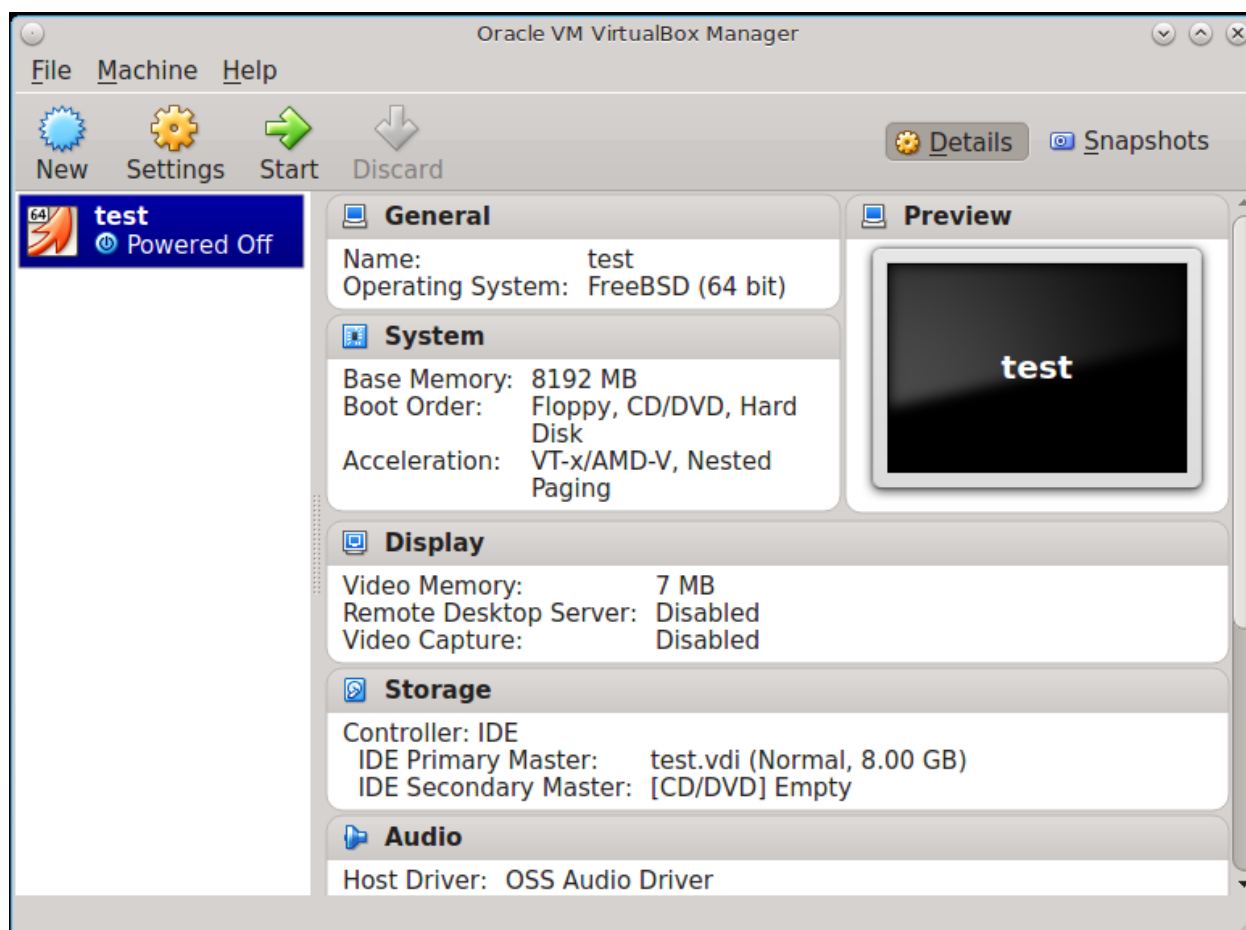 Oracle VM VirtualBox Manager
File Machine Help
New Settings Start Discard
Details Snapshots
64 test
Powered Off
General
Name: test
Operating System: FreeBSD (64 bit)
Preview
test
System
Base Memory: 8192 MB
Boot Order: Floppy, CD/DVD, Hard
Disk
Acceleration: VT-x/AMD-V, Nested
Paging
Display
Video Memory: 7 MB
Remote Desktop Server: Disabled
Video Capture: Disabled
Storage
Controller: IDE
IDE Primary Master: test.vdi (Normal, 8.00 GB)
IDE Secondary Master: [CD/DVD] Empty
Audio
Host Driver: OSS Audio Driver